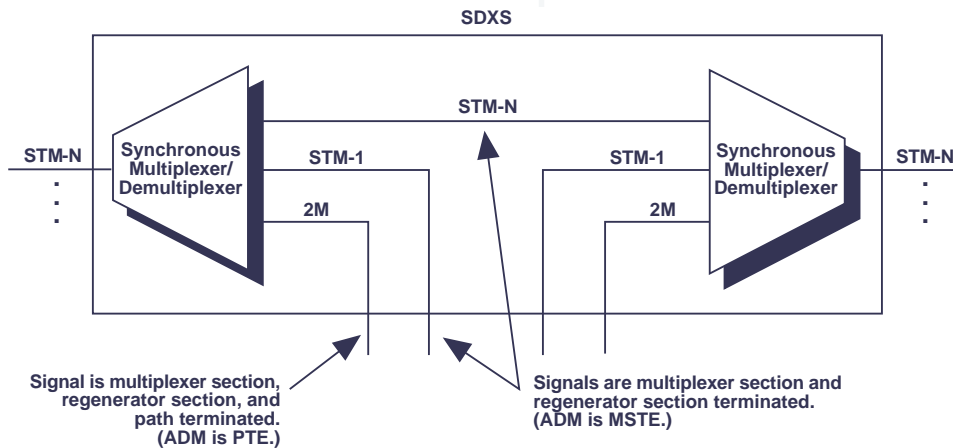 SDXS
STM-N
STM-N
Synchronous
Multiplexer/
Demultiplexer
STM-1
2M
STM-1
2M
Synchronous
Multiplexer/
Demultiplexer
STM-N
Signal is multiplexer section,
regenerator section, and
path terminated.
(ADM is PTE.)
Signals are multiplexer section and
regenerator section terminated.
(ADM is MSTE.)